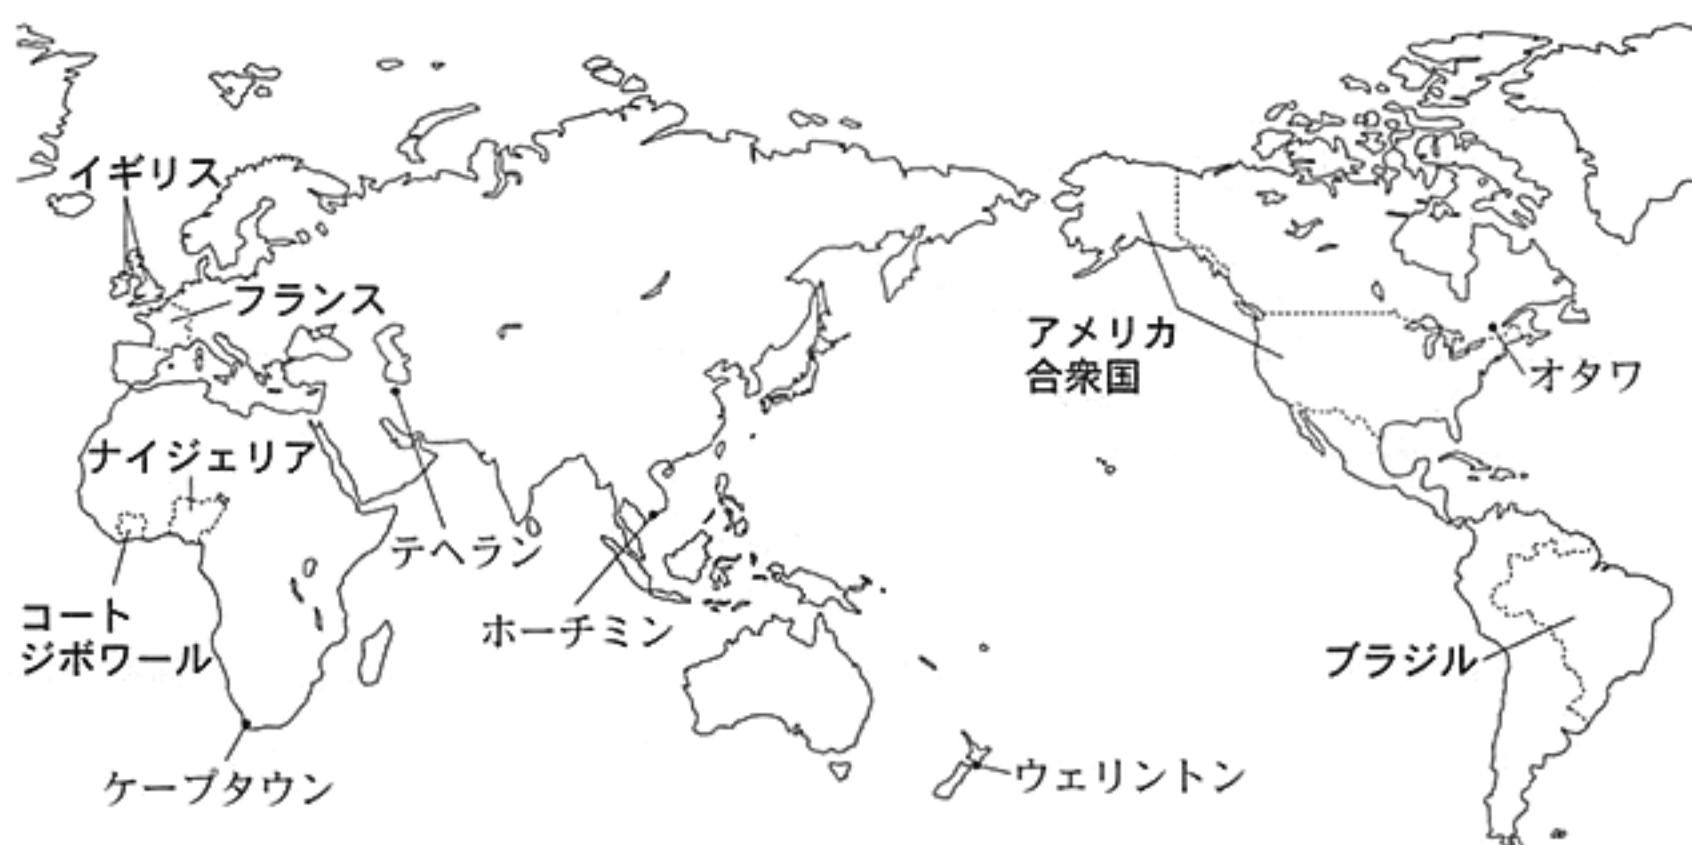 イギリス
フランス
アメリカ
合衆国
オタワ
ナイジェリア
テヘラン
コート
ジボワール
ホーチミン
ブラジル
ケープタウン
ウェリントン